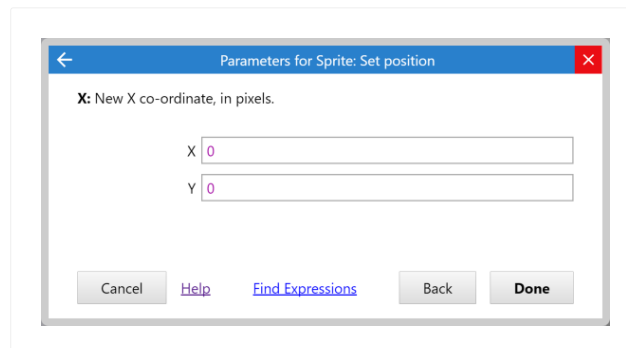 Parameters for Sprite: Set position
X: New X co-ordinate, in pixels.
X 0
Y 0
Cancel Help Find Expressions Back Done